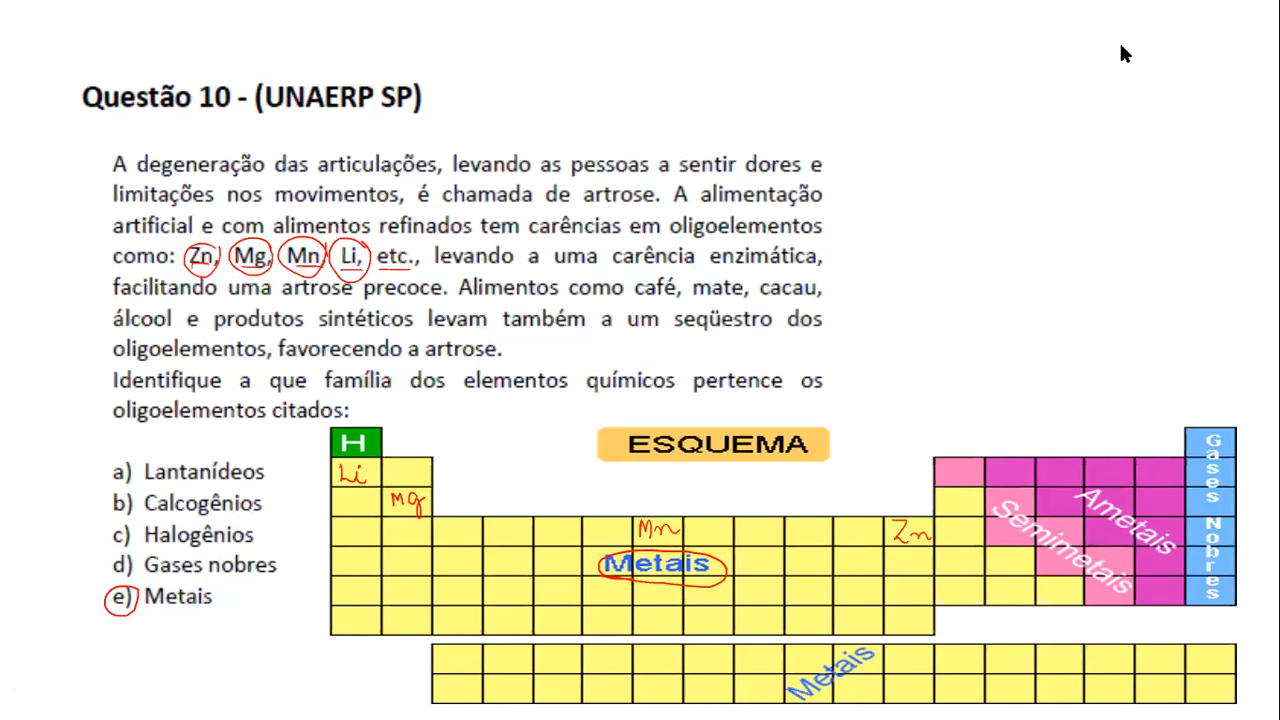 Questão 10 - (UNAERP SP)
A degeneração das articulações, levando as pessoas a sentir dores e
limitações nos movimentos, é chamada de artrose. A alimentação
artificial e com alimentos refinados tem carências em oligoelementos
como: Zn, Mg, Mn, Li, etc., levando a uma carência enzimática,
facilitando uma artrose precoce. Alimentos como café, mate, cacau,
álcool e produtos sintéticos levam também a um seqüestro dos
oligoelementos, favorecendo a artrose.
Identifique a que família dos elementos químicos pertence os
oligoelementos citados:
a) Lantanídeos
b) Calcogênios
c) Halogênios
d) Gases nobres
e) Metais
ESQUEMA
H
Li
Mg
Mn
Zn
Metais
Semimetais
Ametais
Gases Nobres
Metais